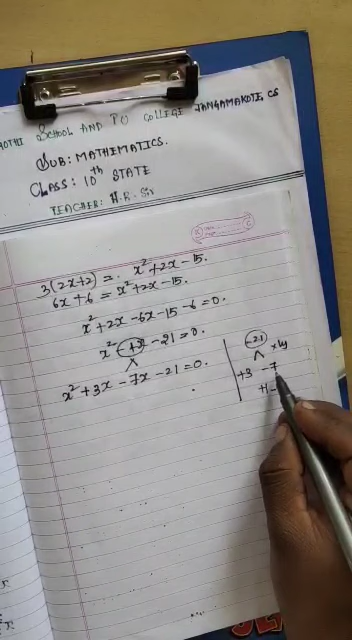 SCHOOL AND PU COLLEGE JANGAMAKOTE, CS
SUB: MATHEMATICS.
CLASS: 10th STATE
TEACHER: H.R. Sir
3(2x+2) = x²+2x-15.
6x+6 = x²+2x-15.
x²+2x-6x-15-6=0.
x²-4x-21=0.
x²+3x-7x-21=0.
-21
+3 -7
+/-